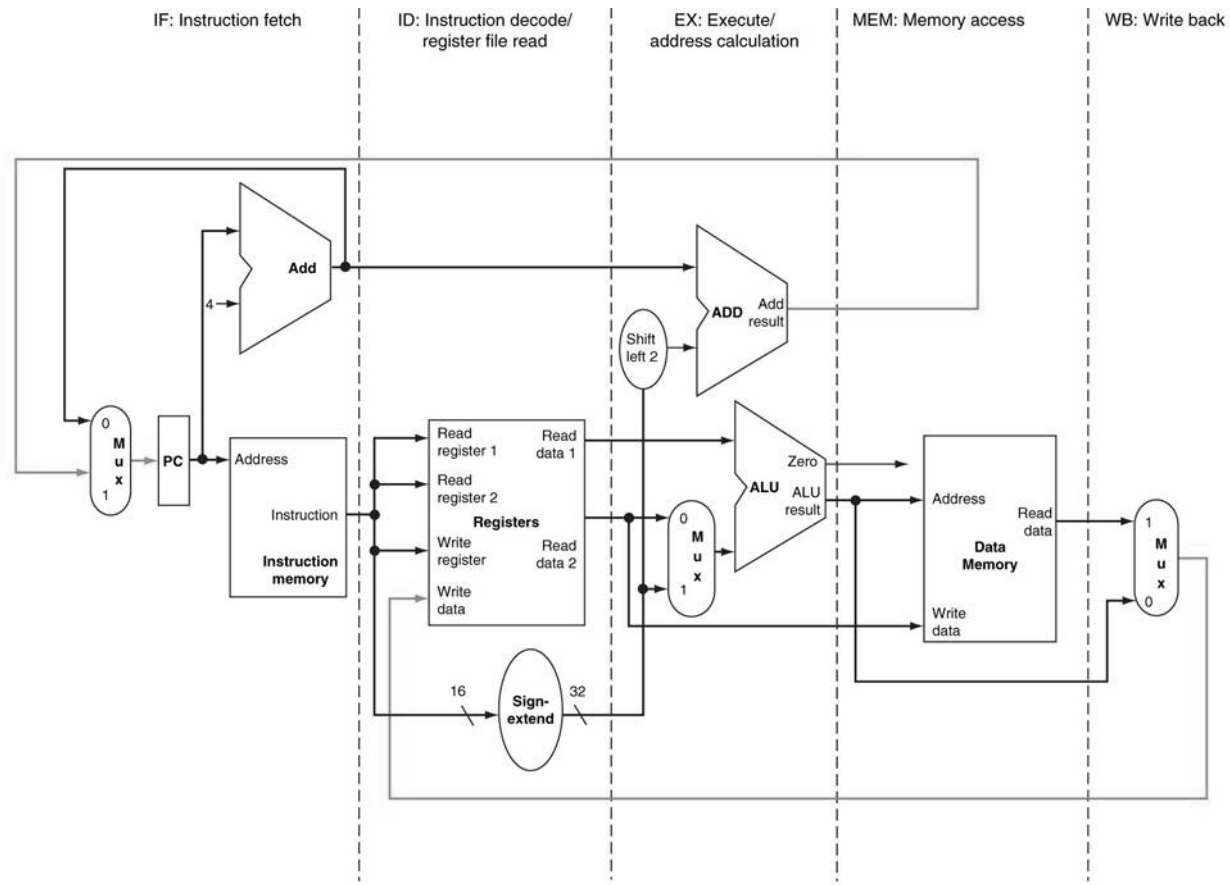 IF: Instruction fetch
ID: Instruction decode/
register file read
EX: Execute/
address calculation
MEM: Memory access
WB: Write back
Add
4
ADD
Add
result
Shift
left 2
0
M
u
x
1
PC
Address
Instruction
Instruction
memory
Read
register 1
Read
register 2
Write
register
Write
data
Registers
Read
data 1
Read
data 2
0
M
u
x
1
Zero
ALU
ALU
result
Address
Read
data
Data
Memory
Write
data
1
M
u
x
0
16
Sign-
extend
32